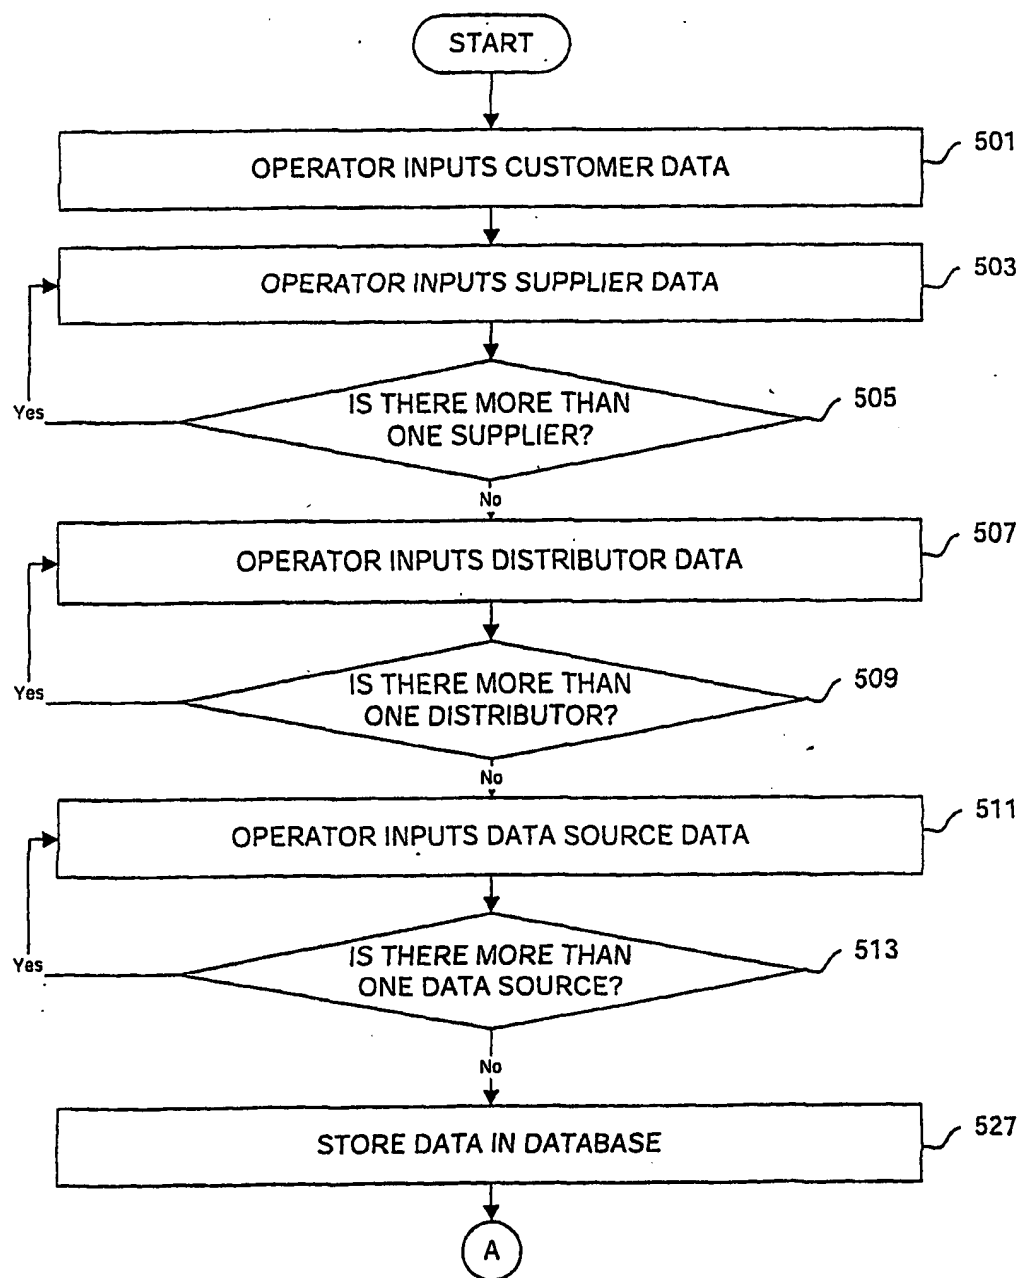 START
OPERATOR INPUTS CUSTOMER DATA
501
OPERATOR INPUTS SUPPLIER DATA
503
IS THERE MORE THAN
ONE SUPPLIER?
505
Yes
No
OPERATOR INPUTS DISTRIBUTOR DATA
507
IS THERE MORE THAN
ONE DISTRIBUTOR?
509
Yes
No
OPERATOR INPUTS DATA SOURCE DATA
511
IS THERE MORE THAN
ONE DATA SOURCE?
513
Yes
No
STORE DATA IN DATABASE
527
A